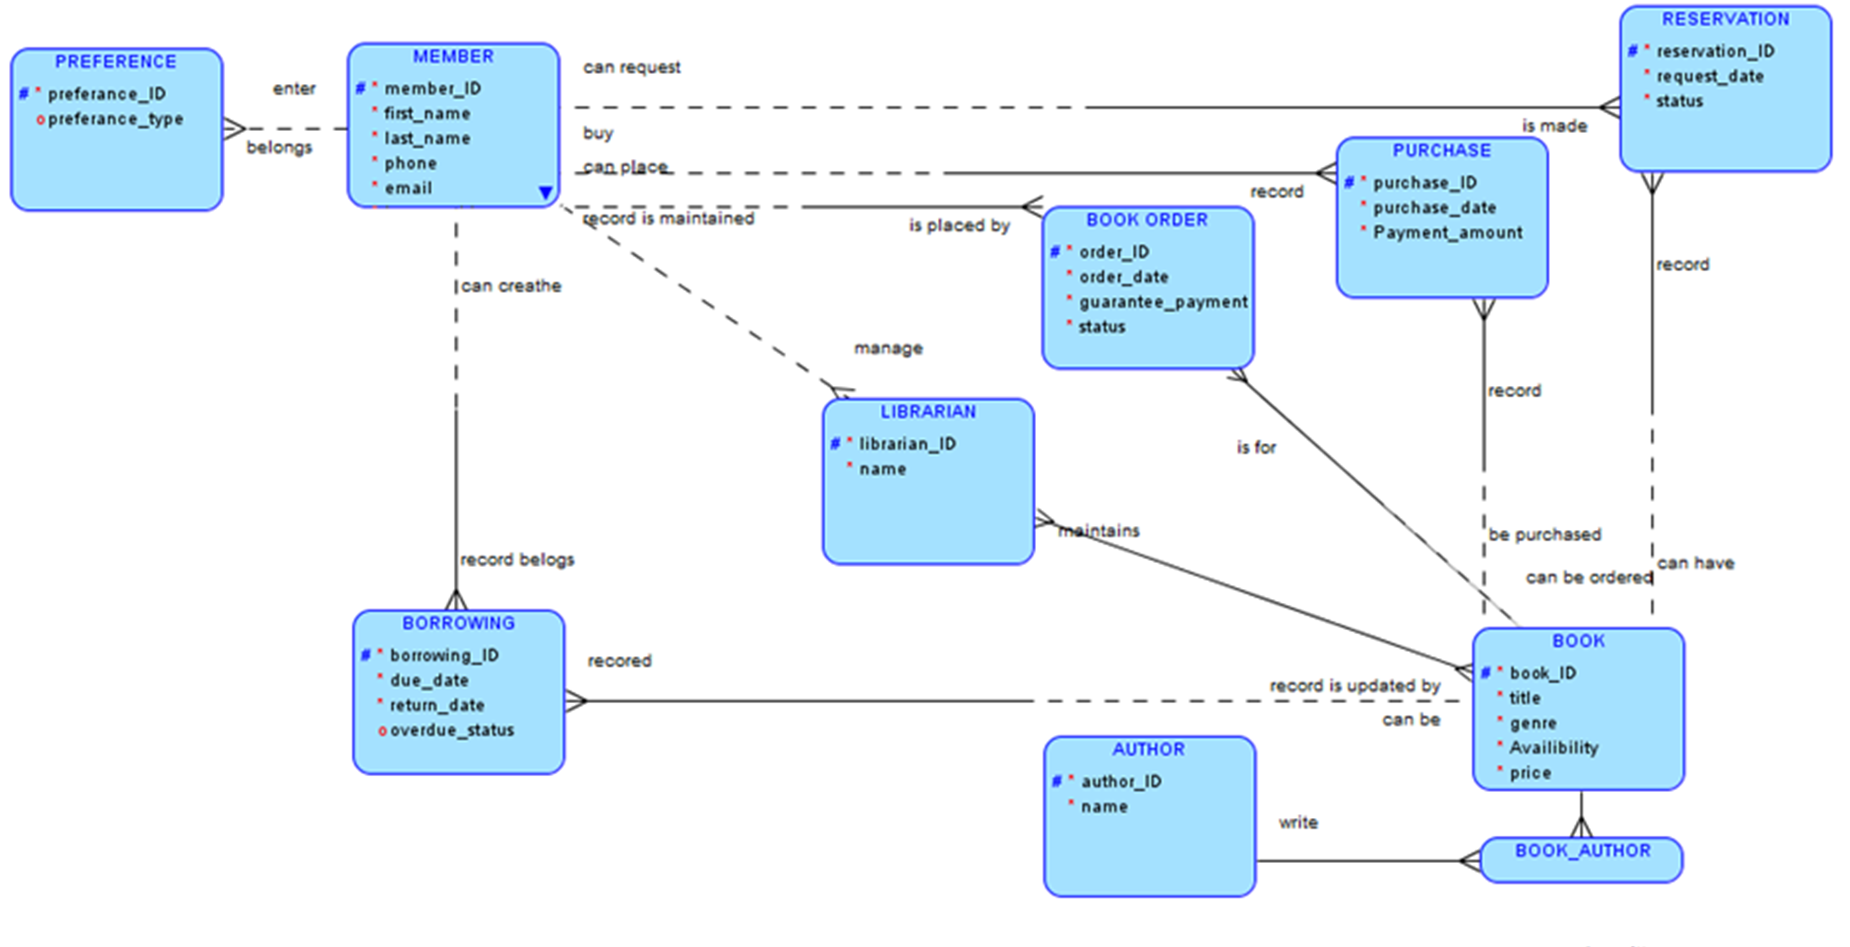 PREFERENCE
# * preferance_ID
o preferance_type
enter
belongs
MEMBER
# * member_ID
* first_name
* last_name
* phone
* email
can request
is made
buy
can place
record
record is maintained
is placed by
RESERVATION
# * reservation_ID
* request_date
* status
PURCHASE
# * purchase_ID
* purchase_date
* Payment_amount
BOOK ORDER
# * order_ID
* order_date
* guarantee_payment
* status
record
can creathe
manage
record
LIBRARIAN
# * librarian_ID
* name
is for
maintains
be purchased
can have
can be ordered
record belogs
BORROWING
# * borrowing_ID
* due_date
* return_date
o overdue_status
recored
record is updated by
can be
BOOK
# * book_ID
* title
* genre
* Availibility
* price
AUTHOR
# * author_ID
* name
write
BOOK_AUTHOR